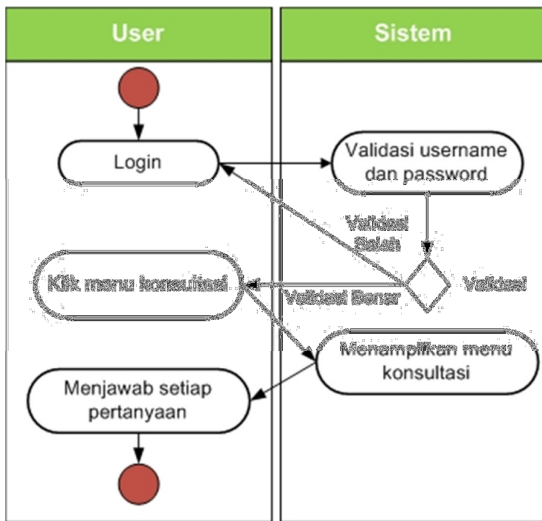 User
Sistem
Login
Validasi username
dan password
Validasi
Salah
Klik menu konsultasi
Validasi Benar
Validasi
Menampilkan menu
konsultasi
Menjawab setiap
pertanyaan